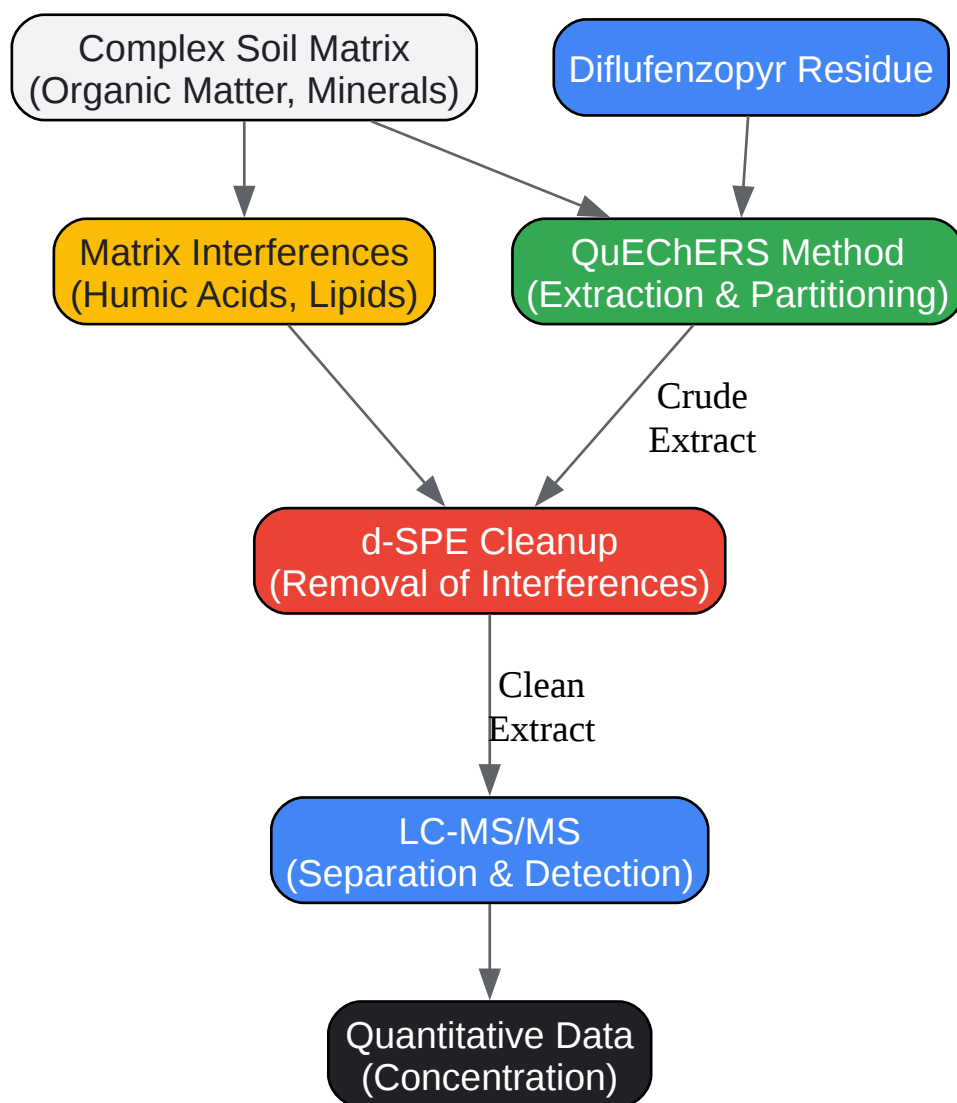 Complex Soil Matrix
(Organic Matter, Minerals)
Diflufenzopyr Residue
Matrix Interferences
(Humic Acids, Lipids)
QuEChERS Method
(Extraction & Partitioning)
Crude
Extract
d-SPE Cleanup
(Removal of Interferences)
Clean
Extract
LC-MS/MS
(Separation & Detection)
Quantitative Data
(Concentration)